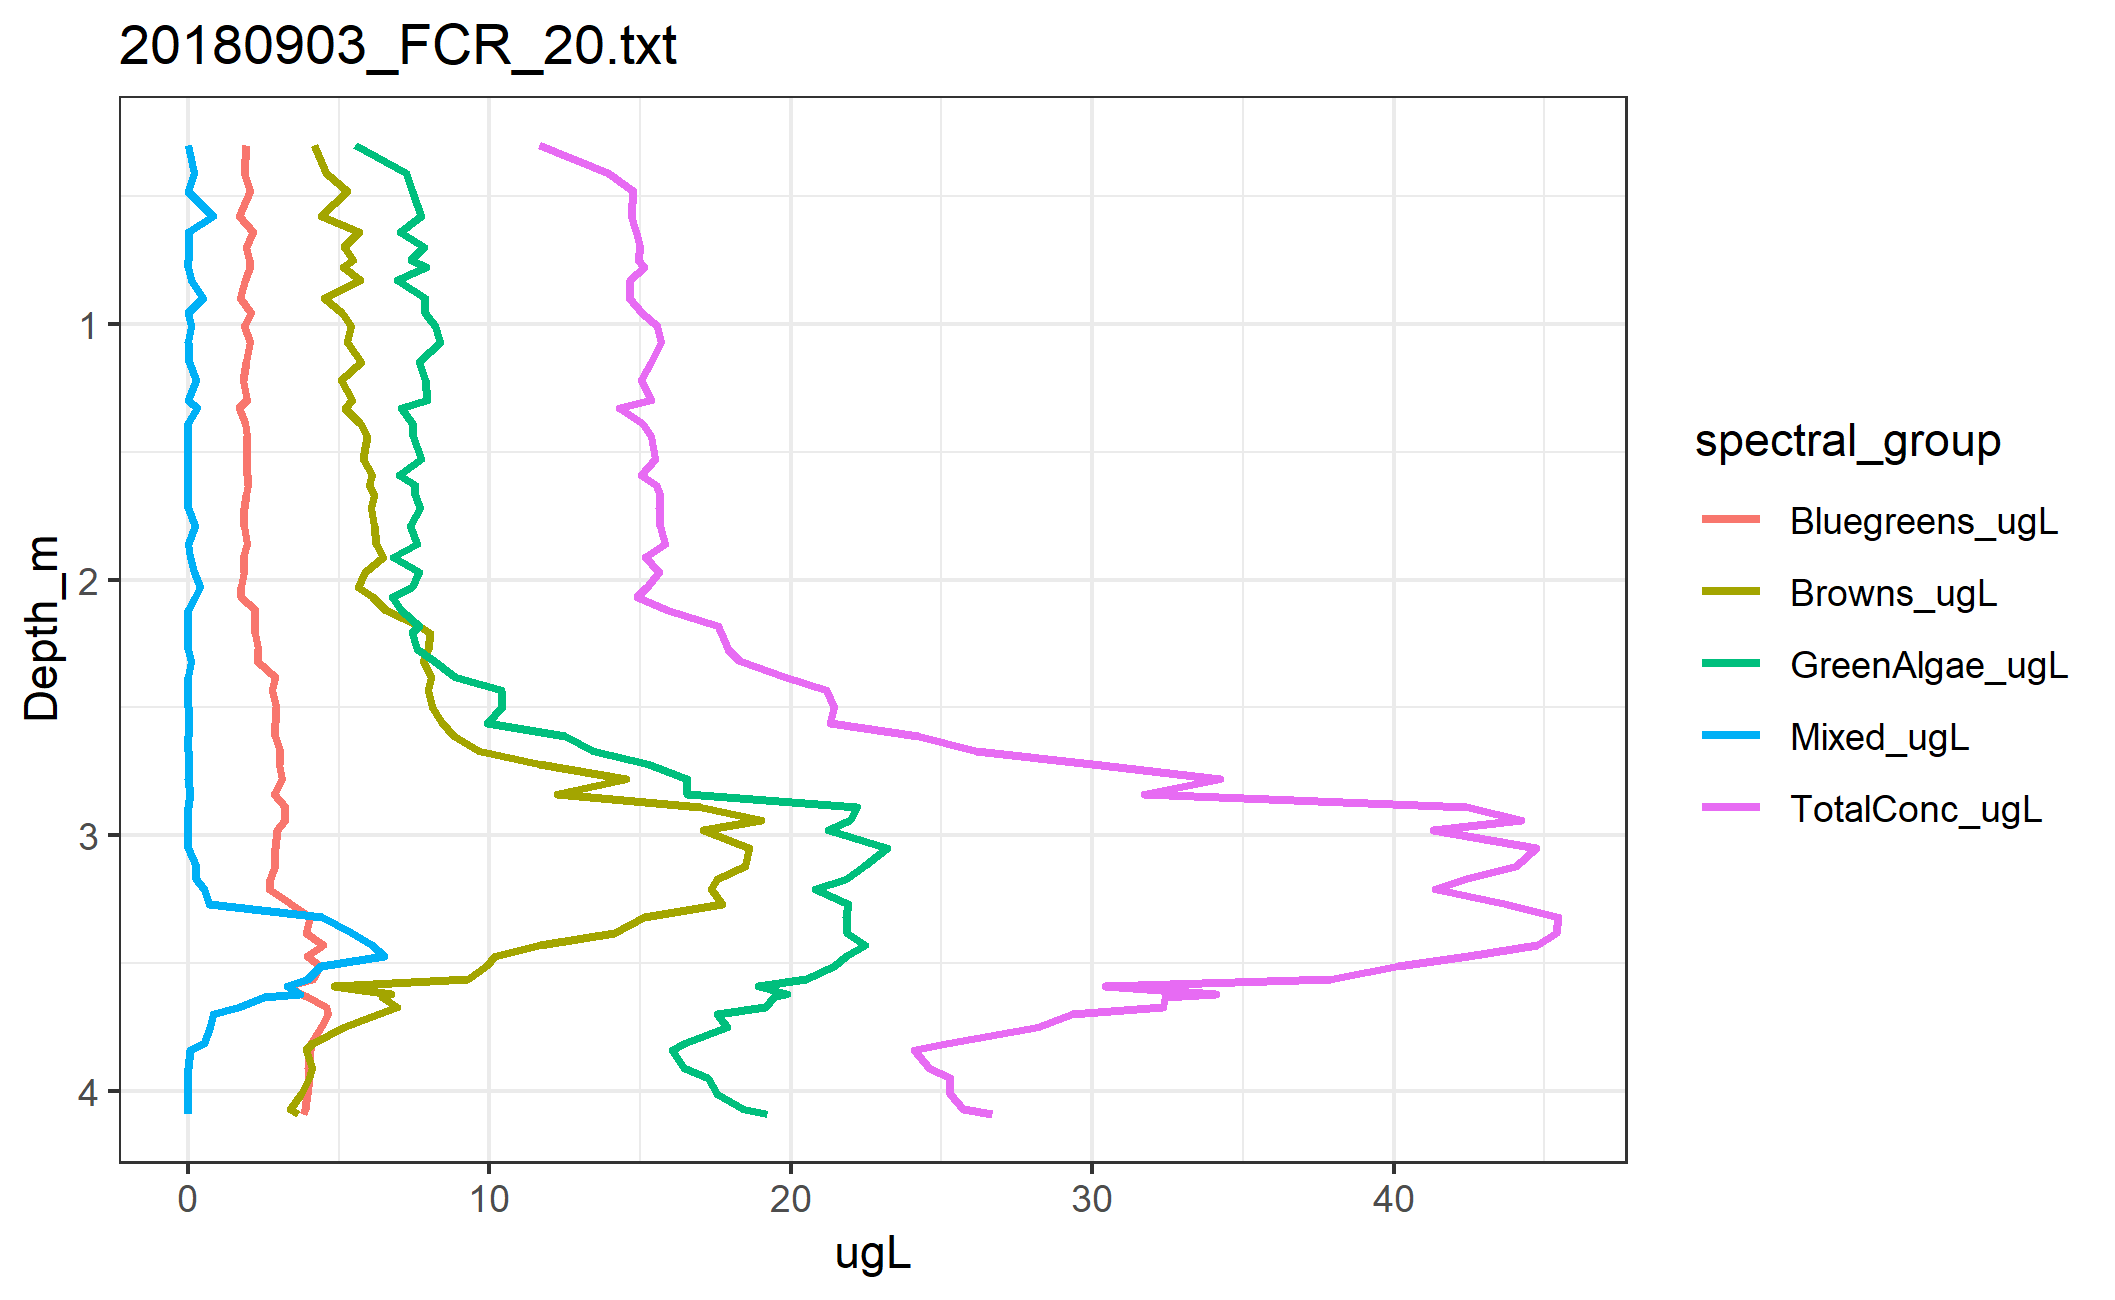 20180903_FCR_20.txt
Depth_m
1
2
3
4
0 10 20 30 40
ugL
spectral_group
Bluegreens_ugL
Browns_ugL
GreenAlgae_ugL
Mixed_ugL
TotalConc_ugL